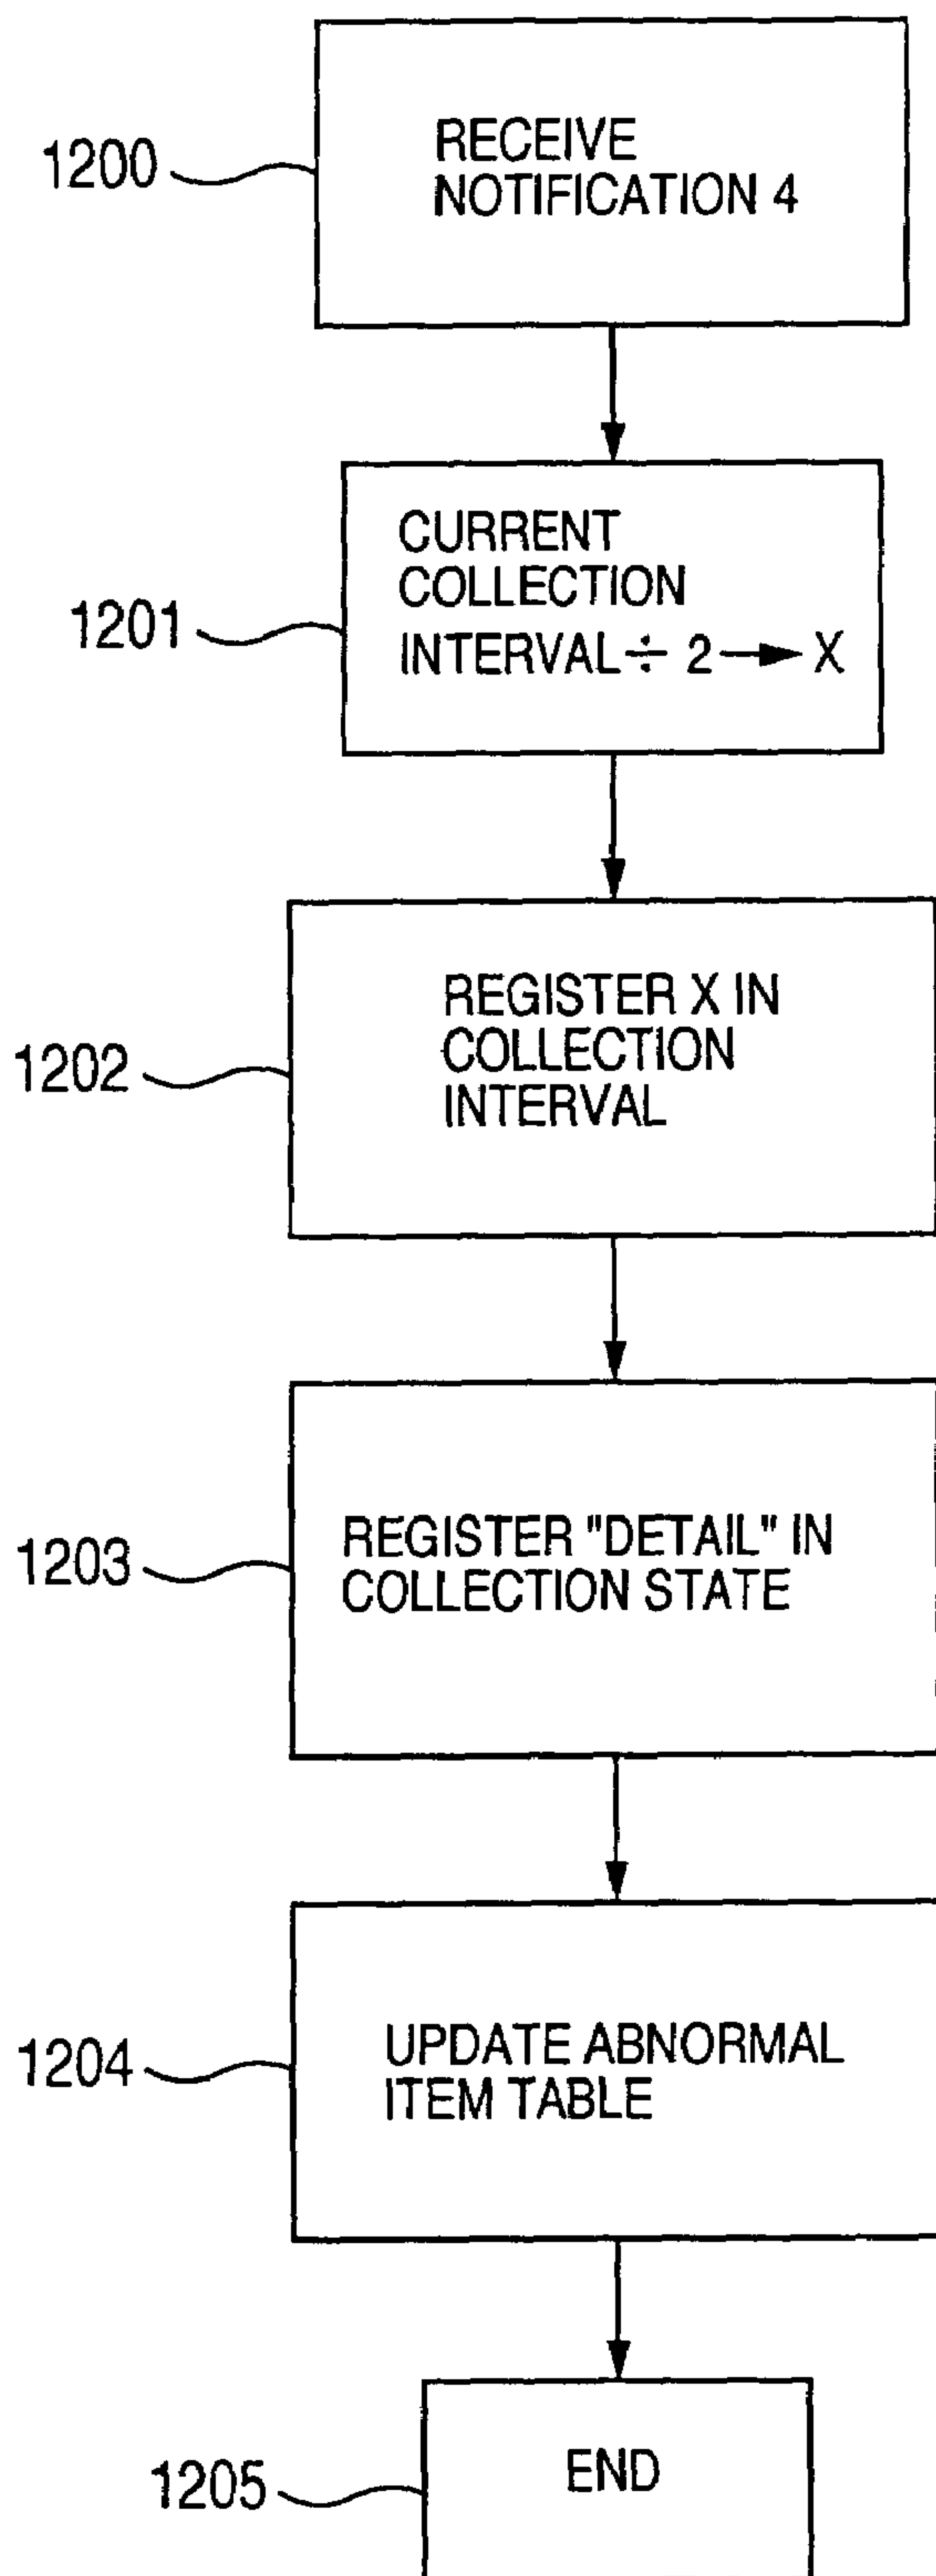 1200
RECEIVE
NOTIFICATION 4
1201
CURRENT
COLLECTION
INTERVAL ÷ 2 → X
1202
REGISTER X IN
COLLECTION
INTERVAL
1203
REGISTER "DETAIL" IN
COLLECTION STATE
1204
UPDATE ABNORMAL
ITEM TABLE
1205
END